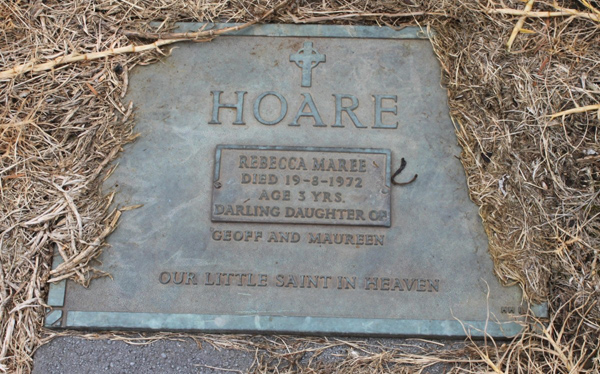 HOARE
REBECCA MAREE
DIED 19-8-1972
AGE 3 YRS.
DARLING DAUGHTER OF
GEOFF AND MAUREEN
OUR LITTLE SAINT IN HEAVEN